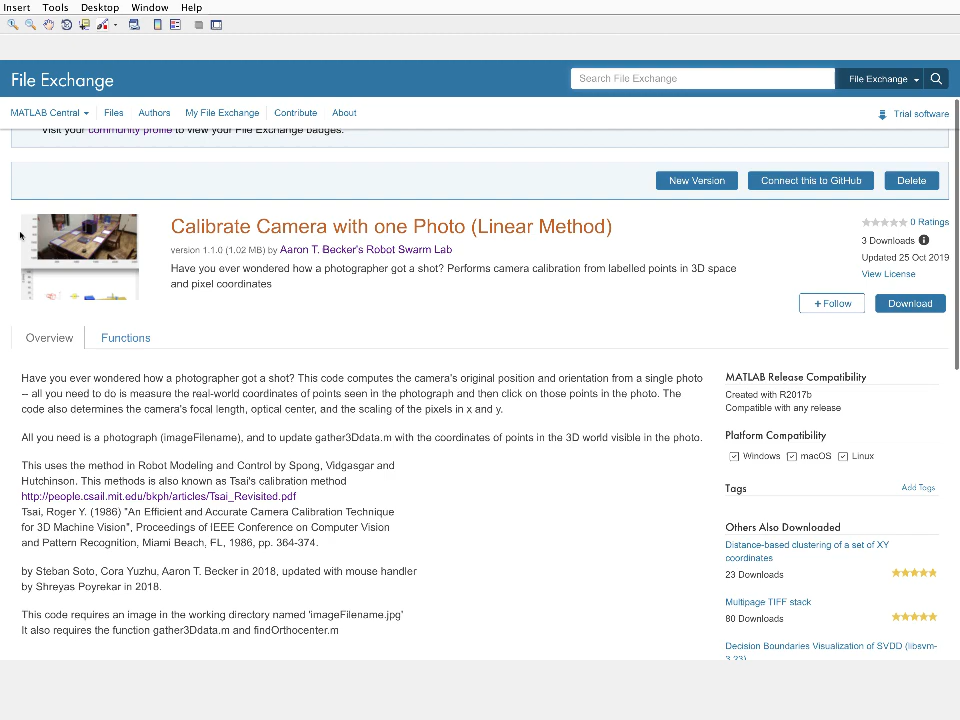 Insert Tools Desktop Window Help
File Exchange
Search File Exchange
File Exchange
MATLAB Central Files Authors My File Exchange Contribute About
Trial software
Visit your community profile to view your File Exchange badges.
New Version Connect this to GitHub Delete
Calibrate Camera with one Photo (Linear Method)
version 1.1.0 (1.02 MB) by Aaron T. Becker's Robot Swarm Lab
Have you ever wondered how a photographer got a shot? Performs camera calibration from labelled points in 3D space
and pixel coordinates
0 Ratings
3 Downloads
Updated 25 Oct 2019
View License
+ Follow Download
Overview Functions
Have you ever wondered how a photographer got a shot? This code computes the camera's original position and orientation from a single photo
-- all you need to do is measure the real-world coordinates of points seen in the photograph and then click on those points in the photo. The
code also determines the camera's focal length, optical center, and the scaling of the pixels in x and y.
All you need is a photograph (imageFilename), and to update gather3Ddata.m with the coordinates of points in the 3D world visible in the photo.
This uses the method in Robot Modeling and Control by Spong, Vidgasgar and
Hutchinson. This methods is also known as Tsai's calibration method
http://people.csail.mit.edu/bkph/articles/Tsai_Revisited.pdf
Tsai, Roger Y. (1986) "An Efficient and Accurate Camera Calibration Technique
for 3D Machine Vision", Proceedings of IEEE Conference on Computer Vision
and Pattern Recognition, Miami Beach, FL, 1986, pp. 364-374.
by Steban Soto, Cora Yuzhu, Aaron T. Becker in 2018, updated with mouse handler
by Shreyas Poyrekar in 2018.
This code requires an image in the working directory named 'imageFilename.jpg'
It also requires the function gather3Ddata.m and findOrthocenter.m
MATLAB Release Compatibility
Created with R2017b
Compatible with any release
Platform Compatibility
Windows macOS Linux
Tags
Add Tags
Others Also Downloaded
Distance-based clustering of a set of XY
coordinates
23 Downloads
Multipage TIFF stack
80 Downloads
Decision Boundaries Visualization of SVDD (libsvm-
3.23)